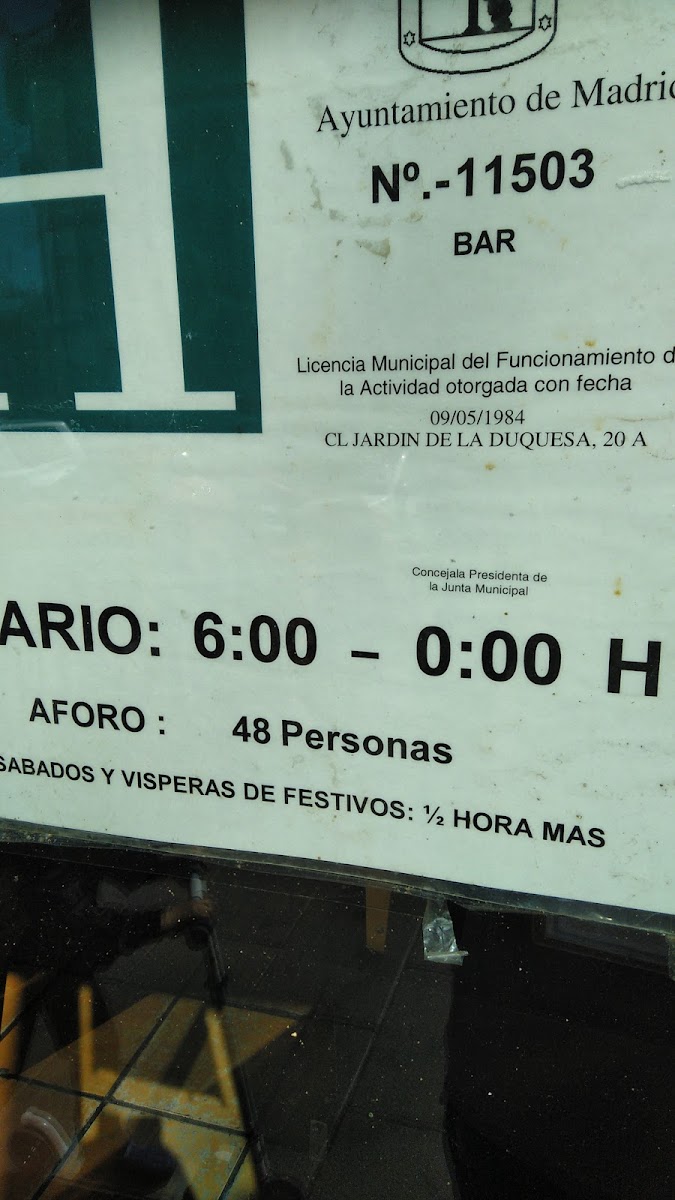 H
Ayuntamiento de Madrid
Nº.-11503
BAR
Licencia Municipal del Funcionamiento d
la Actividad otorgada con fecha
09/05/1984
CL JARDIN DE LA DUQUESA, 20 A
Concejala Presidenta de
la Junta Municipal
ARIO: 6:00 – 0:00 H
AFORO : 48 Personas
SABADOS Y VISPERAS DE FESTIVOS: ½ HORA MAS